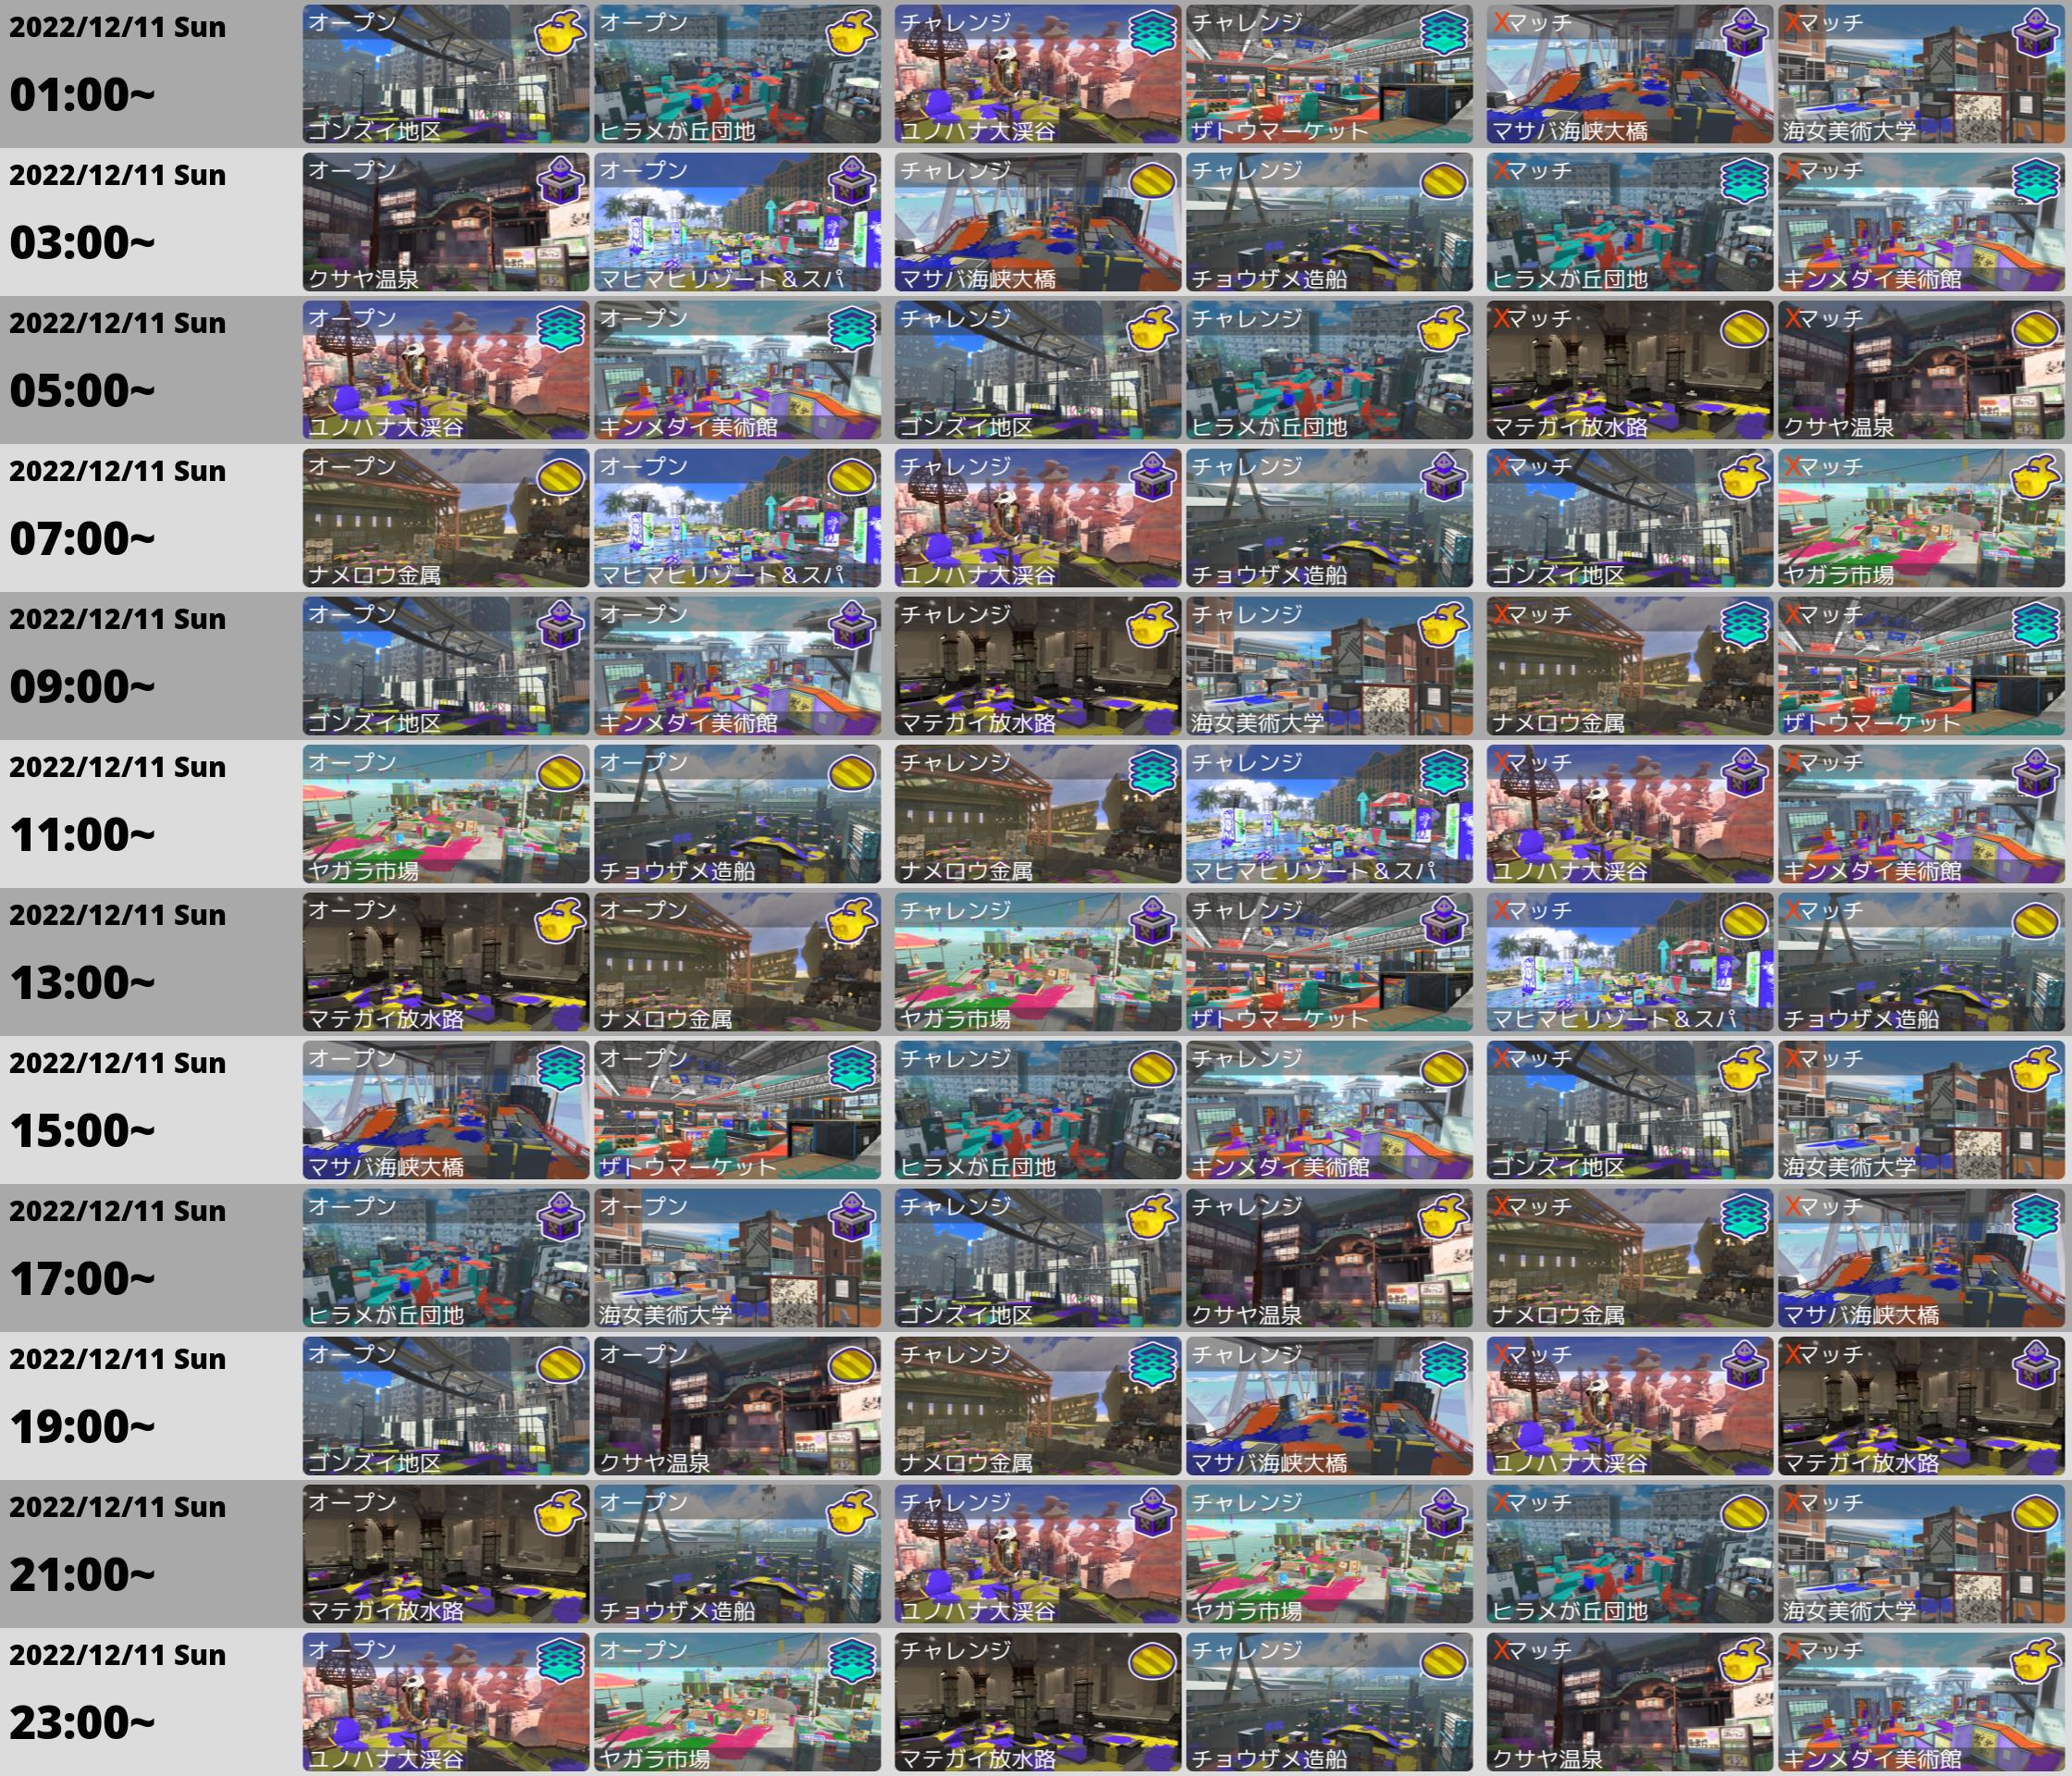 2022/12/11 Sun
01:00~
オープン
ゴンズイ地区
オープン
ヒラメが丘団地
チャレンジ
ユノハナ大渓谷
チャレンジ
ザトウマーケット
Xマッチ
マサバ海峡大橋
Xマッチ
海女美術大学
2022/12/11 Sun
03:00~
オープン
クサヤ温泉
オープン
マヒマヒリゾート＆スパ
チャレンジ
マサバ海峡大橋
チャレンジ
チョウザメ造船
Xマッチ
ヒラメが丘団地
Xマッチ
キンメダイ美術館
2022/12/11 Sun
05:00~
オープン
ユノハナ大渓谷
オープン
キンメダイ美術館
チャレンジ
ゴンズイ地区
チャレンジ
ヒラメが丘団地
Xマッチ
マテガイ放水路
Xマッチ
クサヤ温泉
2022/12/11 Sun
07:00~
オープン
ナメロウ金属
オープン
マヒマヒリゾート＆スパ
チャレンジ
ユノハナ大渓谷
チャレンジ
チョウザメ造船
Xマッチ
ゴンズイ地区
Xマッチ
ヤガラ市場
2022/12/11 Sun
09:00~
オープン
ゴンズイ地区
オープン
キンメダイ美術館
チャレンジ
マテガイ放水路
チャレンジ
海女美術大学
Xマッチ
ナメロウ金属
Xマッチ
ザトウマーケット
2022/12/11 Sun
11:00~
オープン
ヤガラ市場
オープン
チョウザメ造船
チャレンジ
ナメロウ金属
チャレンジ
マヒマヒリゾート＆スパ
Xマッチ
ユノハナ大渓谷
Xマッチ
キンメダイ美術館
2022/12/11 Sun
13:00~
オープン
マテガイ放水路
オープン
ナメロウ金属
チャレンジ
ヤガラ市場
チャレンジ
ザトウマーケット
Xマッチ
マヒマヒリゾート＆スパ
Xマッチ
チョウザメ造船
2022/12/11 Sun
15:00~
オープン
マサバ海峡大橋
オープン
ザトウマーケット
チャレンジ
ヒラメが丘団地
チャレンジ
キンメダイ美術館
Xマッチ
ゴンズイ地区
Xマッチ
海女美術大学
2022/12/11 Sun
17:00~
オープン
ヒラメが丘団地
オープン
海女美術大学
チャレンジ
ゴンズイ地区
チャレンジ
クサヤ温泉
Xマッチ
ナメロウ金属
Xマッチ
マサバ海峡大橋
2022/12/11 Sun
19:00~
オープン
ゴンズイ地区
オープン
クサヤ温泉
チャレンジ
ナメロウ金属
チャレンジ
マサバ海峡大橋
Xマッチ
ユノハナ大渓谷
Xマッチ
マテガイ放水路
2022/12/11 Sun
21:00~
オープン
マテガイ放水路
オープン
チョウザメ造船
チャレンジ
ユノハナ大渓谷
チャレンジ
ヤガラ市場
Xマッチ
ヒラメが丘団地
Xマッチ
海女美術大学
2022/12/11 Sun
23:00~
オープン
ユノハナ大渓谷
オープン
ヤガラ市場
チャレンジ
マテガイ放水路
チャレンジ
チョウザメ造船
Xマッチ
クサヤ温泉
Xマッチ
キンメダイ美術館